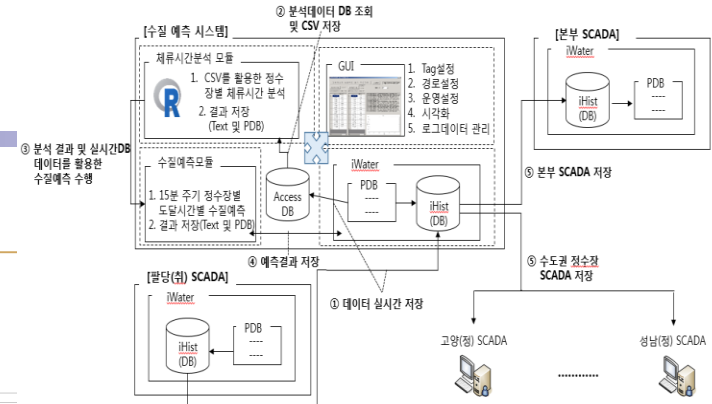 ② 분석데이터 DB 조회
및 CSV 저장
[수질 예측 시스템]
체류시간분석 모듈
R
1. CSV를 활용한 정수
장별 체류시간 분석
2. 결과 저장
(Text 및 PDB)
GUI
1. Tag설정
2. 경로설정
3. 운영설정
4. 시각화
5. 로그데이터 관리
[본부 SCADA]
iWater
iHist
(DB)
PDB
----
----
③ 분석 결과 및 실시간DB
데이터를 활용한
수질예측 수행
수질예측모듈
1. 15분 주기 정수장별
도달시간별 수질예측
2. 결과 저장(Text 및 PDB)
Access
DB
iWater
PDB
----
----
iHist
(DB)
⑤ 본부 SCADA 저장
④ 예측결과 저장
① 데이터 실시간 저장
⑤ 수도권 정수장
SCADA 저장
[팔당(취) SCADA]
iWater
iHist
(DB)
PDB
----
----
고양(정) SCADA
............
성남(정) SCADA